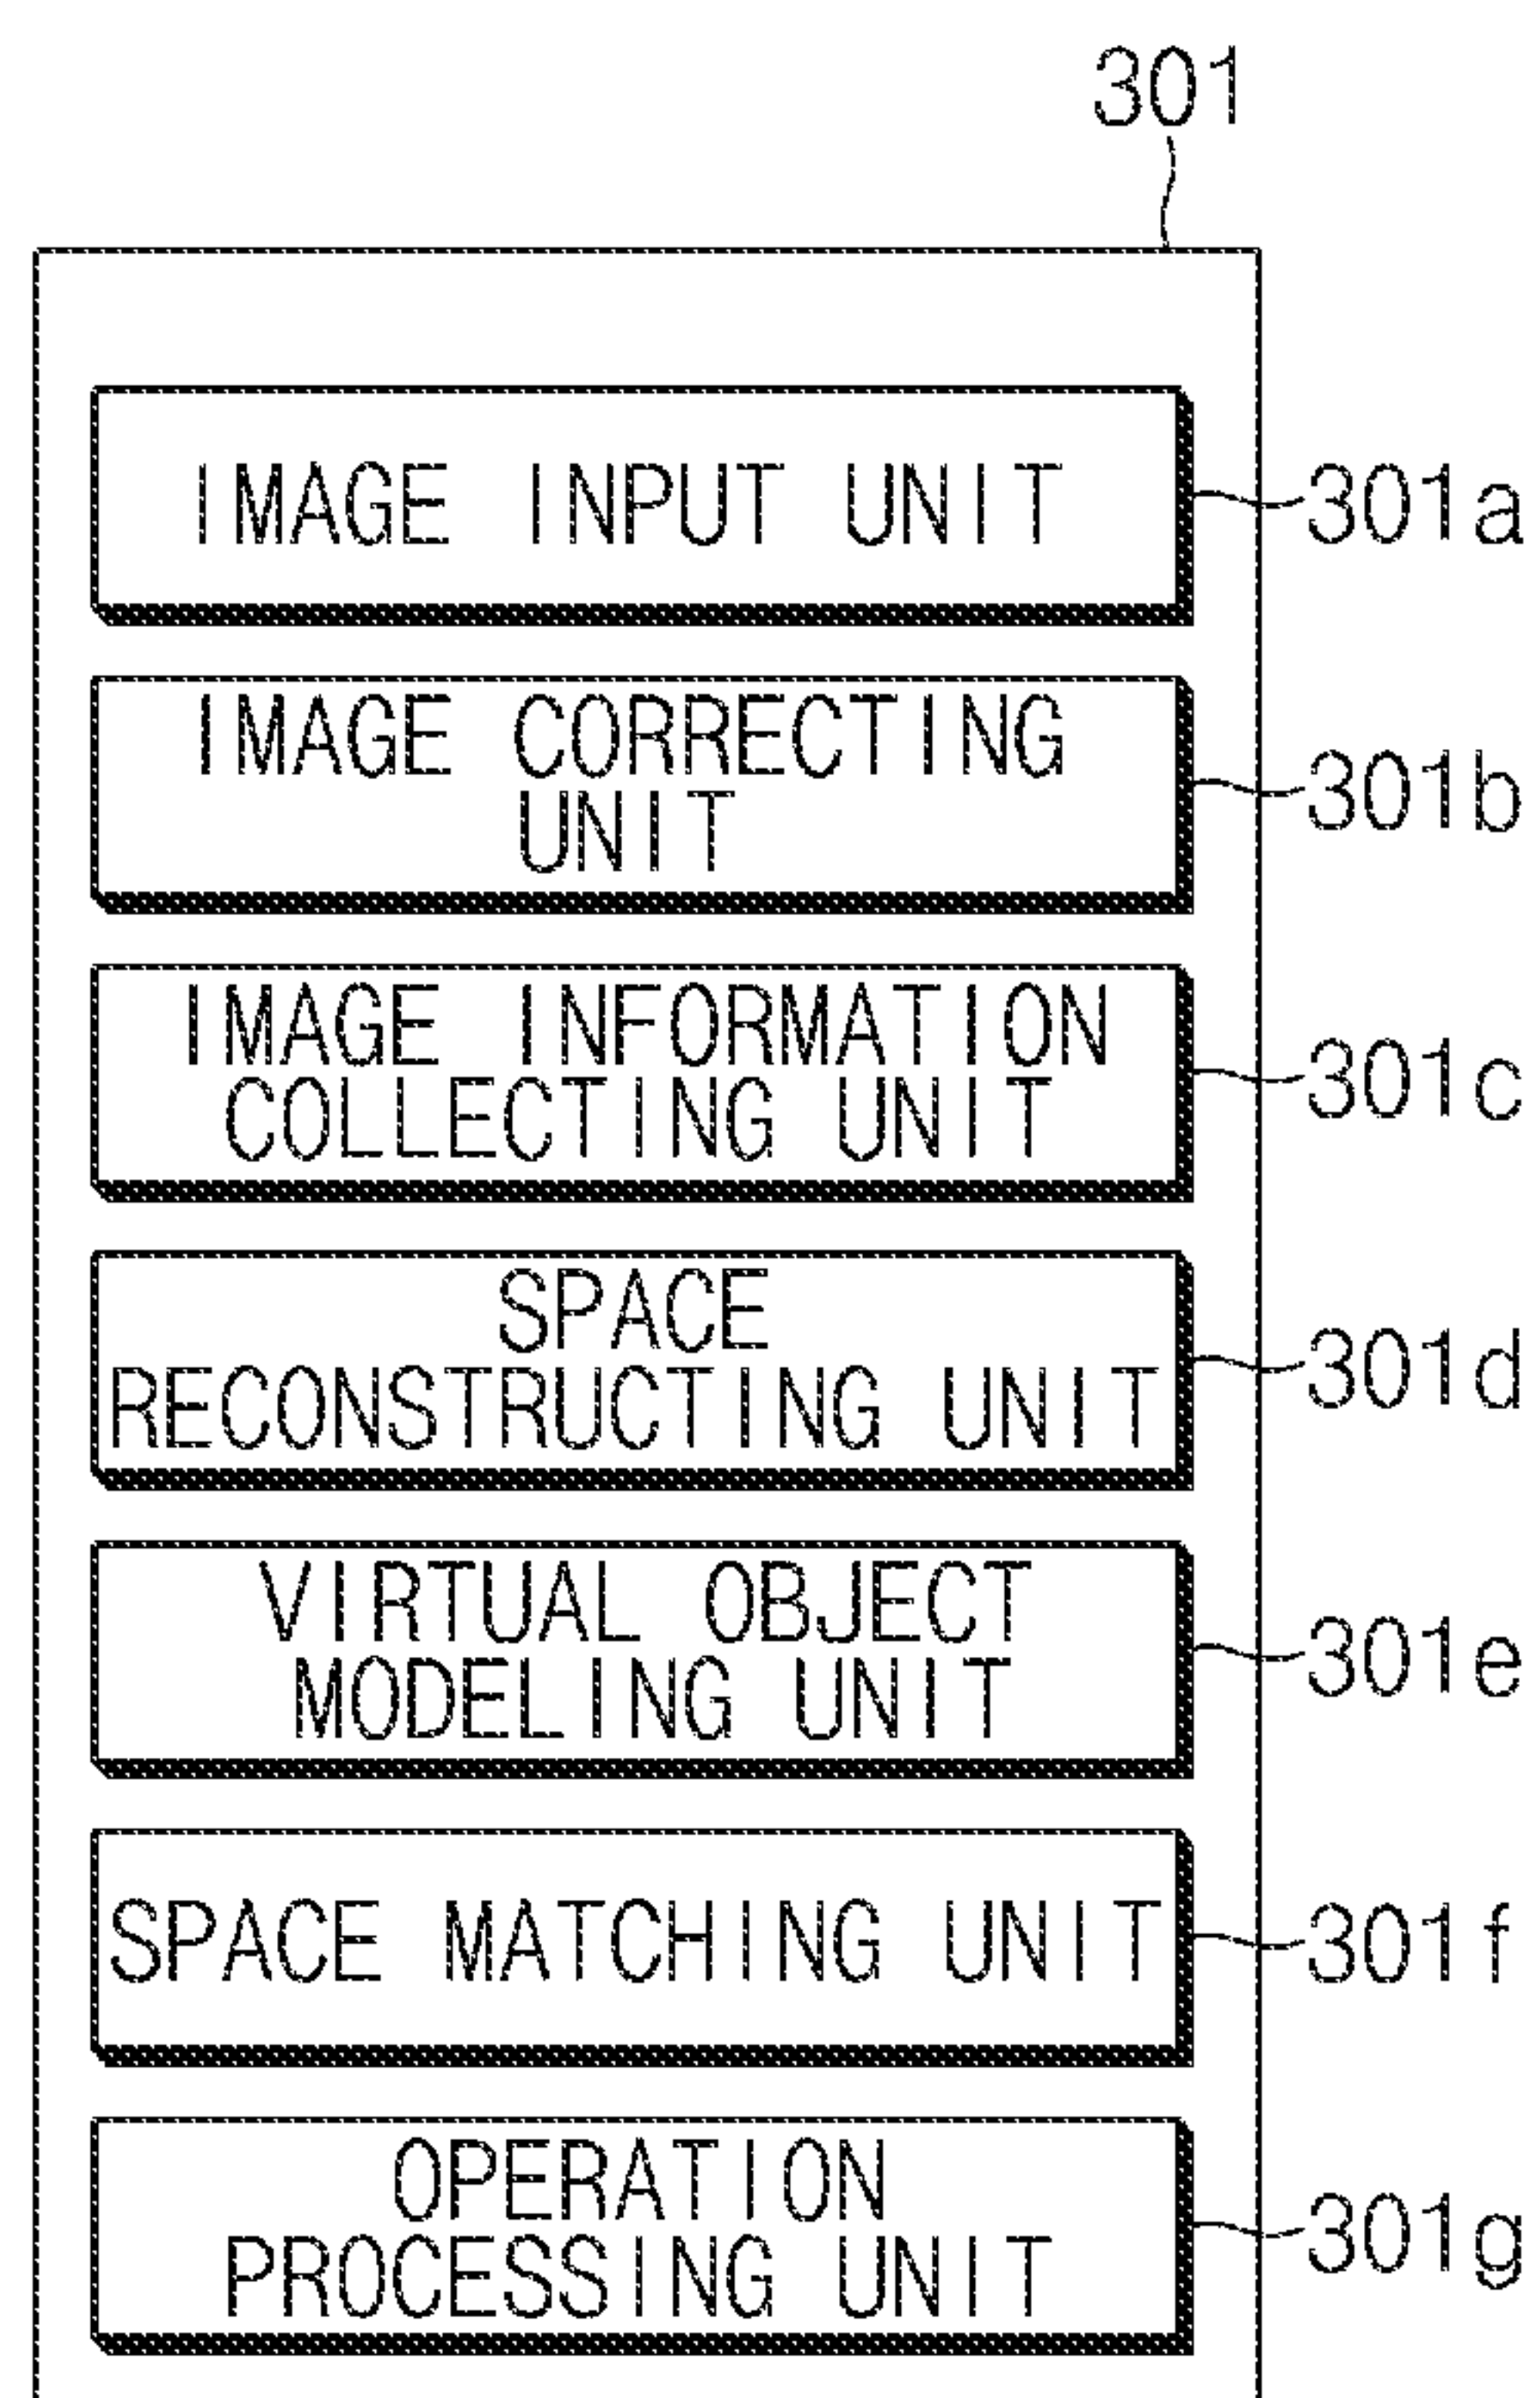 301
IMAGE INPUT UNIT
301a
IMAGE CORRECTING
UNIT
301b
IMAGE INFORMATION
COLLECTING UNIT
301c
SPACE
RECONSTRUCTING UNIT
301d
VIRTUAL OBJECT
MODELING UNIT
301e
SPACE MATCHING UNIT
301f
OPERATION
PROCESSING UNIT
301g